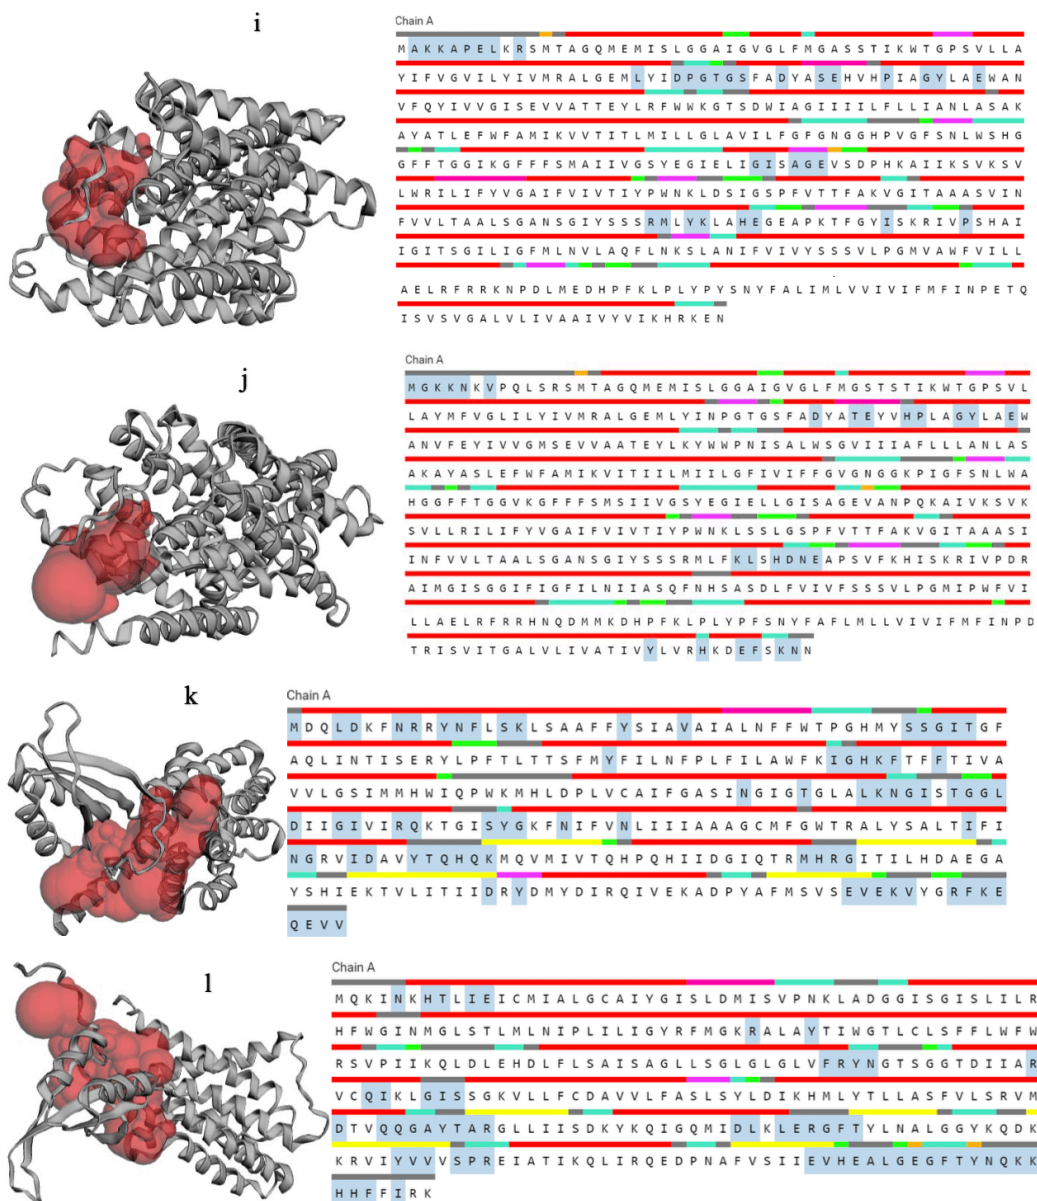 i
Chain A
M A K K A P E L K R S M T A G Q M E M I S L G G A I G V G L F M G A S S T I K W T G P S V L L A
Y I F V G V I L Y I V M R A L G E M L Y I D P G T G S F A D Y A S E H V H P I A G Y L A E W A N
V F Q Y I V V G I S E V V A T T E Y L R F W W K G T S D W I A G I I I I L F L L I A N L A S A K
A Y A T L E F W F A M I K V V T I T L M I L L G L A V I L F G F G N G G H P V G F S N L W S H G
G F F T G G I K G F F F S M A I I V G S Y E G I E L I G I S A G E V S D P H K A I I K S V K S V
L W R I L I F Y V G A I F V I V T I Y P W N K L D S I G S P F V T T F A K V G I T A A A S V I N
F V V L T A A L S G A N S G I Y S S S R M L Y K L A H E G E A P K T F G Y I S K R I V P S H A I
I G I T S G I L I G F M L N V L A Q F L N K S L A N I F V I V Y S S S V L P G M V A W F V I L L
A E L R F R R K N P D L M E D H P F K L P L Y P Y S N Y F A L I M L V V I V I F M F I N P E T Q
I S V S V G A L V L I V A A I V Y V I K H R K E N
j
Chain A
M G K K N K V P Q L S R S M T A G Q M E M I S L G G A I G V G L F M G S T S T I K W T G P S V L
L A Y M F V G L I L Y I V M R A L G E M L Y I N P G T G S F A D Y A T E Y V H P L A G Y L A E W
A N V F E Y I V V G M S E V V A A T E Y L K Y W W P N I S A L W S G V I I I A F L L L A N L A S
A K A Y A S L E F W F A M I K V I T I I L M I I L G F I V I F F G V G N G G K P I G F S N L W A
H G G F F T G G V K G F F F S M S I I V G S Y E G I E L L G I S A G E V A N P Q K A I V K S V K
S V L L R I L I F Y V G A I F V I V T I Y P W N K L S S L G S P F V T T F A K V G I T A A A S I
I N F V V L T A A L S G A N S G I Y S S S R M L F K L S H D N E A P S V F K H I S K R I V P D R
A I M G I S G G I F I G F I L N I I A S Q F N H S A S D L F V I V F S S S V L P G M I P W F V I
L L A E L R F R R H N Q D M M K D H P F K L P L Y P F S N Y F A F L M L L V I V I F M F I N P D
T R I S V I T G A L V L I V A T I V Y L V R H K D E F S K N N
k
Chain A
M D Q L D K F N R R Y N F L S K L S A A F F Y S I A V A I A L N F F W T P G H M Y S S G I T G F
A Q L I N T I S E R Y L P F T L T T S F M Y F I L N F P L F I L A W F K I G H K F T F F T I V A
V V L G S I M M H W I Q P W K M H L D P L V C A I F G A S I N G I G T G L A L K N G I S T G G L
D I I G I V I R Q K T G I S Y G K F N I F V N L I I I A A A G C M F G W T R A L Y S A L T I F I
N G R V I D A V Y T Q H Q K M Q V M I V T Q H P Q H I I D G I Q T R M H R G I T I L H D A E G A
Y S H I E K T V L I T I I D R Y D M Y D I R Q I V E K A D P Y A F M S V S E V E K V Y G R F K E
Q E V V
l
Chain A
M Q K I N K H T L I E I C M I A L G C A I Y G I S L D M I S V P N K L A D G G I S G I S L I L R
H F W G I N M G L S T L M L N I P L I L I G Y R F M G K R A L A Y T I W G T L C L S F F L W F W
R S V P I I K Q L D L E H D L F L S A I S A G L L S G L G L G L V F R Y N G T S G G T D I I A R
V C Q I K L G I S S G K V L L F C D A V V L F A S L S Y L D I K H M L Y T L L A S F V L S R V M
D T V Q Q G A Y T A R G L L I I S D K Y K Q I G Q M I D L K L E R G F T Y L N A L G G Y K Q D K
K R V I Y V V V S P R E I A T I K Q L I R Q E D P N A F V S I I E V H E A L G E G F T Y N Q K K
H H F F I R K